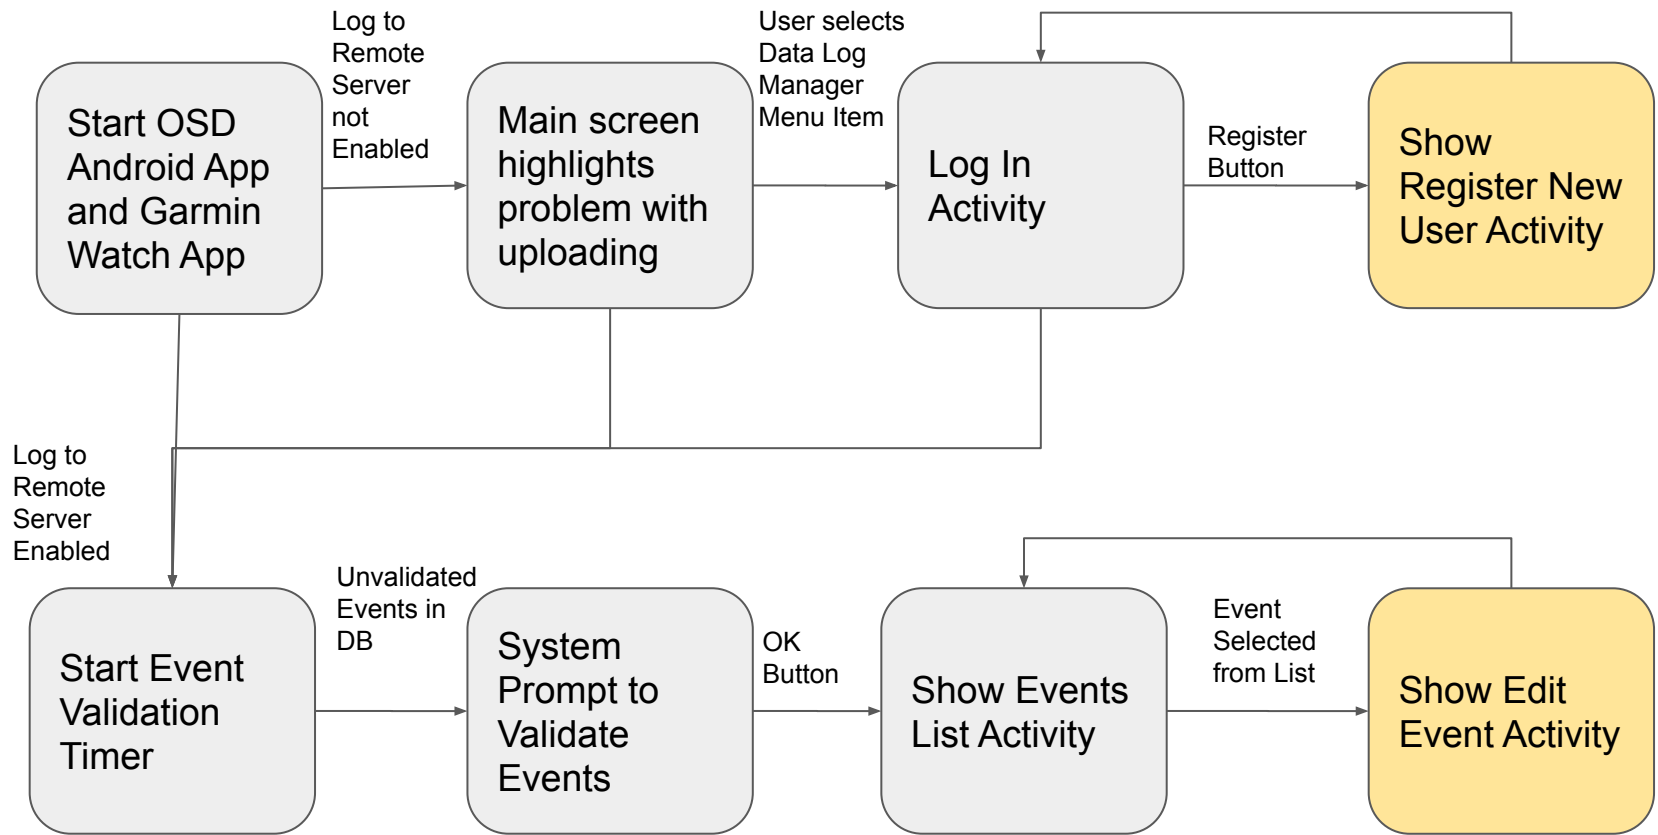 Log to
Remote
Server
not
Enabled
User selects
Data Log
Manager
Menu Item
Start OSD
Android App
and Garmin
Watch App
Main screen
highlights
problem with
uploading
Log In
Activity
Register
Button
Show
Register New
User Activity
Log to
Remote
Server
Enabled
Unvalidated
Events in
DB
OK
Button
Event
Selected
from List
Start Event
Validation
Timer
System
Prompt to
Validate
Events
Show Events
List Activity
Show Edit
Event Activity